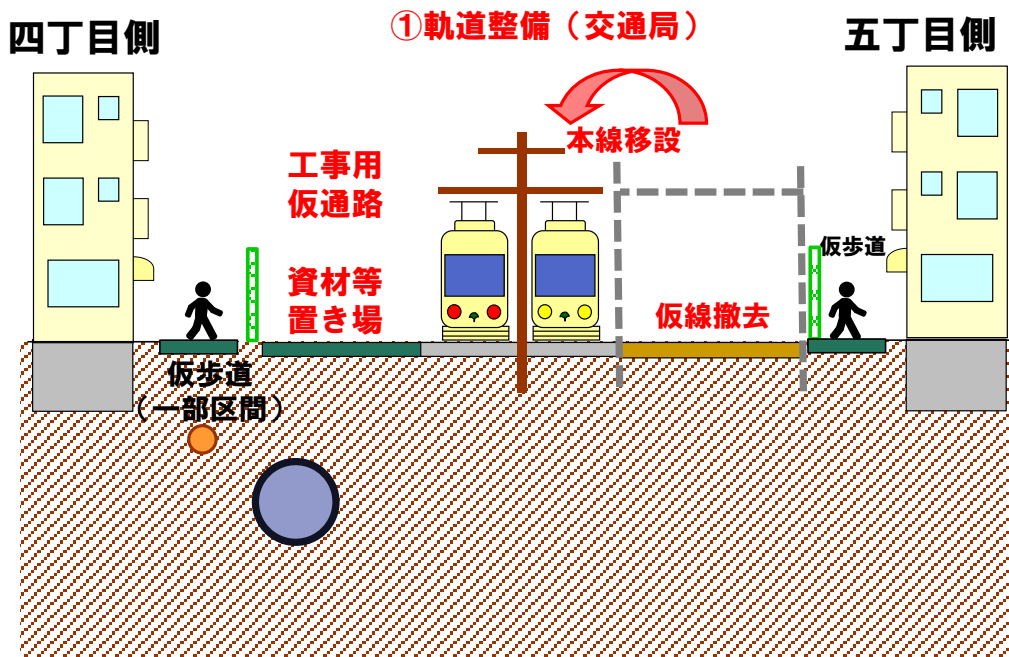 ①軌道整備（交通局）
四丁目側
五丁目側
本線移設
工事用
仮通路
資材等
置き場
仮歩道
仮線撤去
仮歩道
（一部区間）